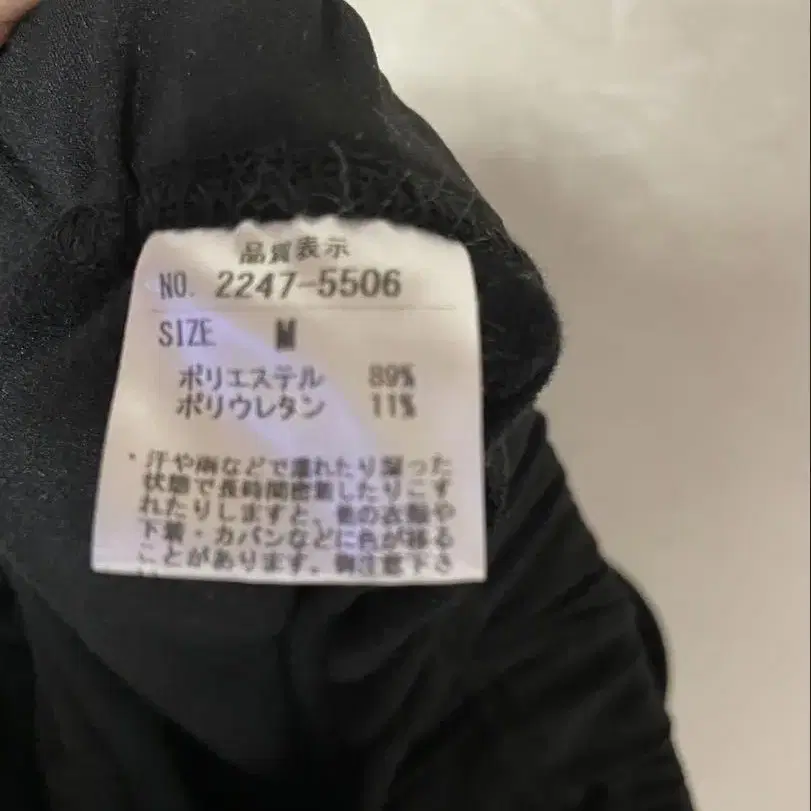 品質表示
NO. 2247-5506
SIZE M
ポリエステル 89%
ポリウレタン 11%
・汗や雨などで濡れたり湿った
状態で長時間密着したりこす
れたりしますと、他の衣類や
下着・カバンなどに色が移る
ことがあります。御注意下さ